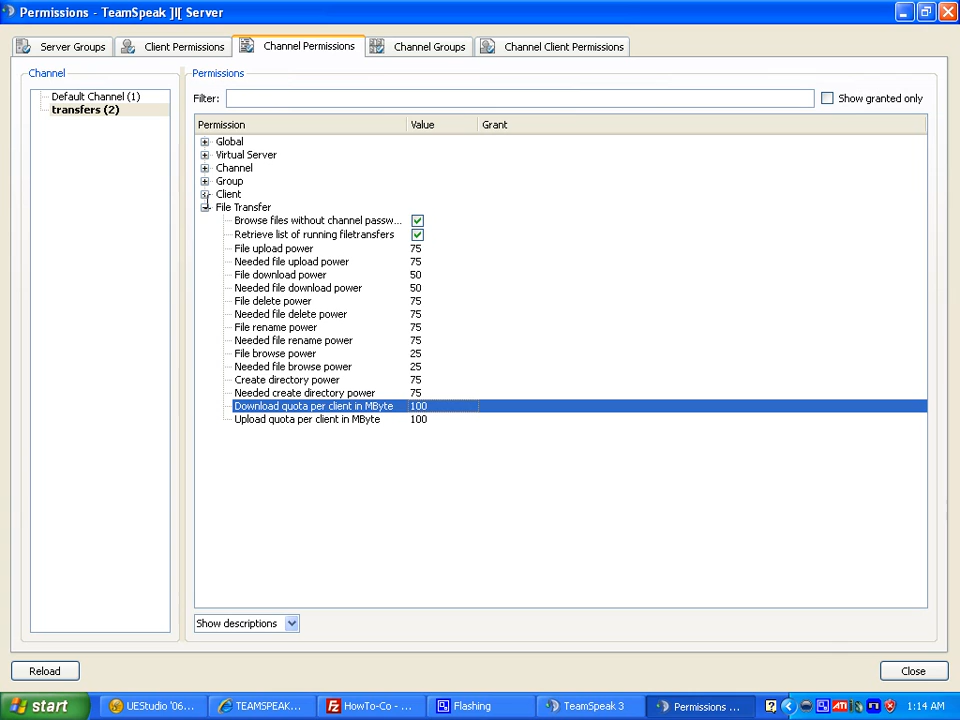 Permissions - TeamSpeak ]I[ Server
Server Groups
Client Permissions
Channel Permissions
Channel Groups
Channel Client Permissions
Channel
Default Channel (1)
transfers (2)
Permissions
Filter:
Show granted only
Permission Value Grant
Global
Virtual Server
Channel
Group
Client
File Transfer
Browse files without channel passw...
Retrieve list of running filetransfers
File upload power 75
Needed file upload power 75
File download power 50
Needed file download power 50
File delete power 75
Needed file delete power 75
File rename power 75
Needed file rename power 75
File browse power 25
Needed file browse power 25
Create directory power 75
Needed create directory power 75
Download quota per client in MByte 100
Upload quota per client in MByte 100
Show descriptions
Reload
Close
start
UEStudio '06...
TEAMSPEAK...
HowTo-Co - ...
Flashing
TeamSpeak 3
Permissions ...
ATI
1:14 AM